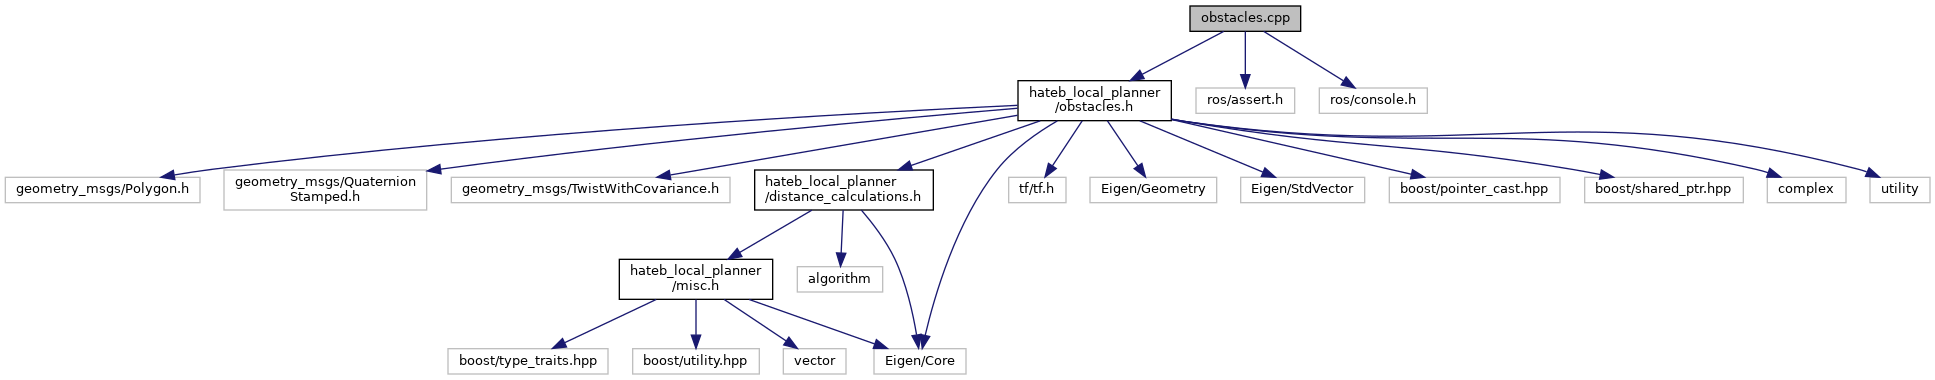 obstacles.cpp
hateb_local_planner
/obstacles.h
ros/assert.h
ros/console.h
geometry_msgs/Polygon.h
geometry_msgs/Quaternion
Stamped.h
geometry_msgs/TwistWithCovariance.h
hateb_local_planner
/distance_calculations.h
tf/tf.h
Eigen/Geometry
Eigen/StdVector
boost/pointer_cast.hpp
boost/shared_ptr.hpp
complex
utility
hateb_local_planner
/misc.h
algorithm
boost/type_traits.hpp
boost/utility.hpp
vector
Eigen/Core